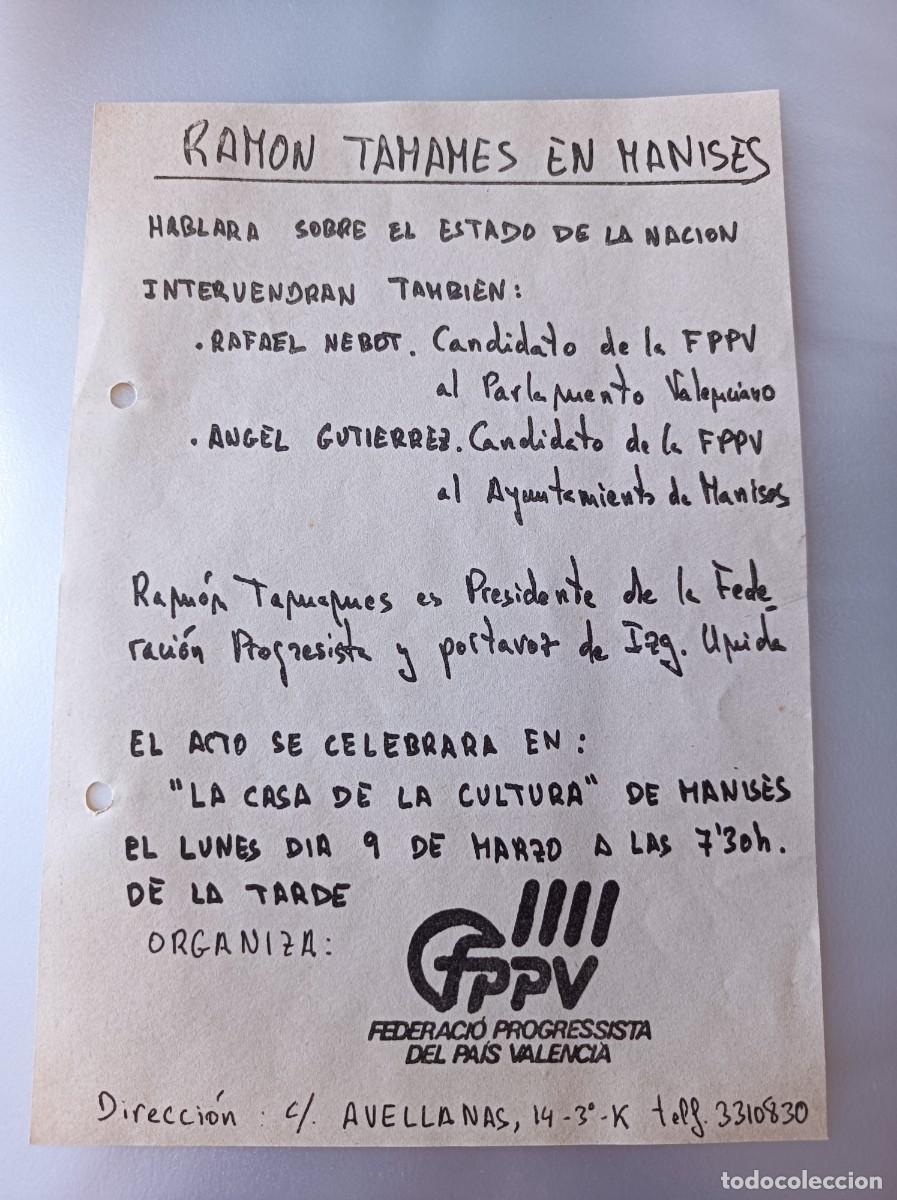 RAMON TAMAMES EN MANISES
HABLARA SOBRE EL ESTADO DE LA NACION
INTERVENDRAN TAMBIEN:
. RAFAEL NEBOT. Candidato de la FPPV
al Parlamento Valenciano
. ANGEL GUTIERREZ. Candidato de la FPPV
al Ayuntamiento de Manises
Ramón Tamames es Presidente de la Fede_
ración Progresista y portavoz de Izq. Unida
EL ACTO SE CELEBRARA EN:
"LA CASA DE LA CULTURA" DE MANISES
EL LUNES DIA 9 DE MARZO A LAS 7'30h.
DE LA TARDE
ORGANIZA:
FPPV
FEDERACIÓ PROGRESSISTA
DEL PAÍS VALENCIÀ
Dirección: c/. AVELLANAS, 14-3º-K telf. 3310830
todocoleccion